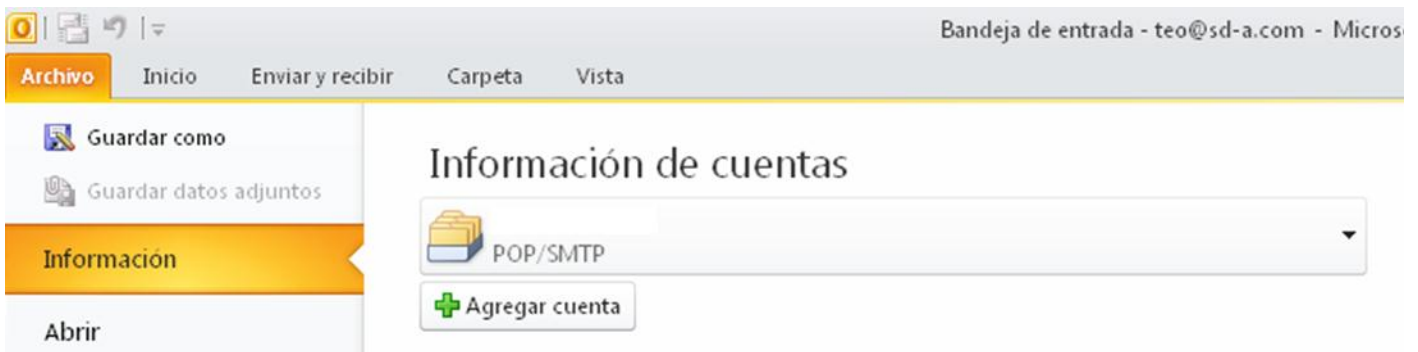 Bandeja de entrada - teo@sd-a.com - Micros
Archivo Inicio Enviar y recibir Carpeta Vista
Guardar como
Guardar datos adjuntos
Información
Abrir
Información de cuentas
POP/SMTP
Agregar cuenta